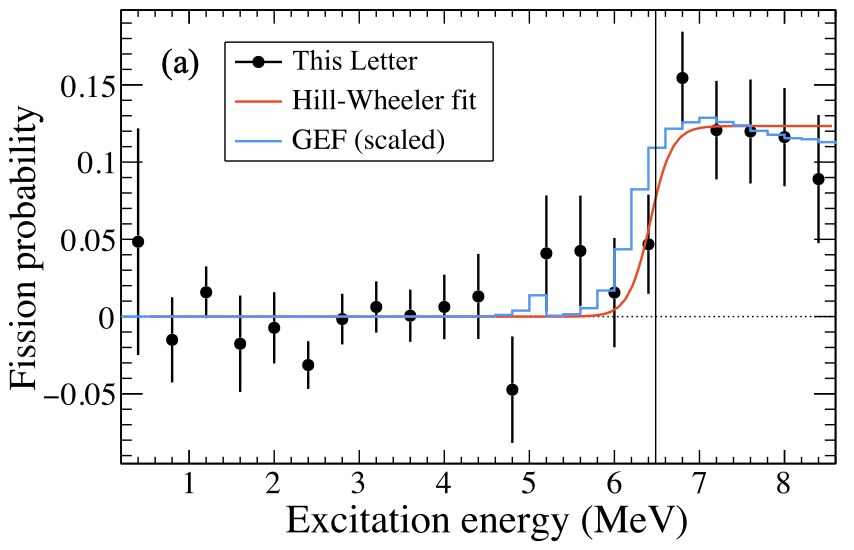 (a)
This Letter
Hill-Wheeler fit
GEF (scaled)
Fission probability
0.15
0.1
0.05
0
−0.05
1 2 3 4 5 6 7 8
Excitation energy (MeV)